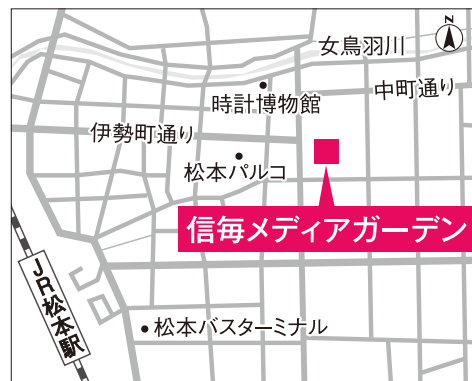 N
女鳥羽川
中町通り
時計博物館
伊勢町通り
松本パルコ
信毎メディアガーデン
JR松本駅
松本バスターミナル